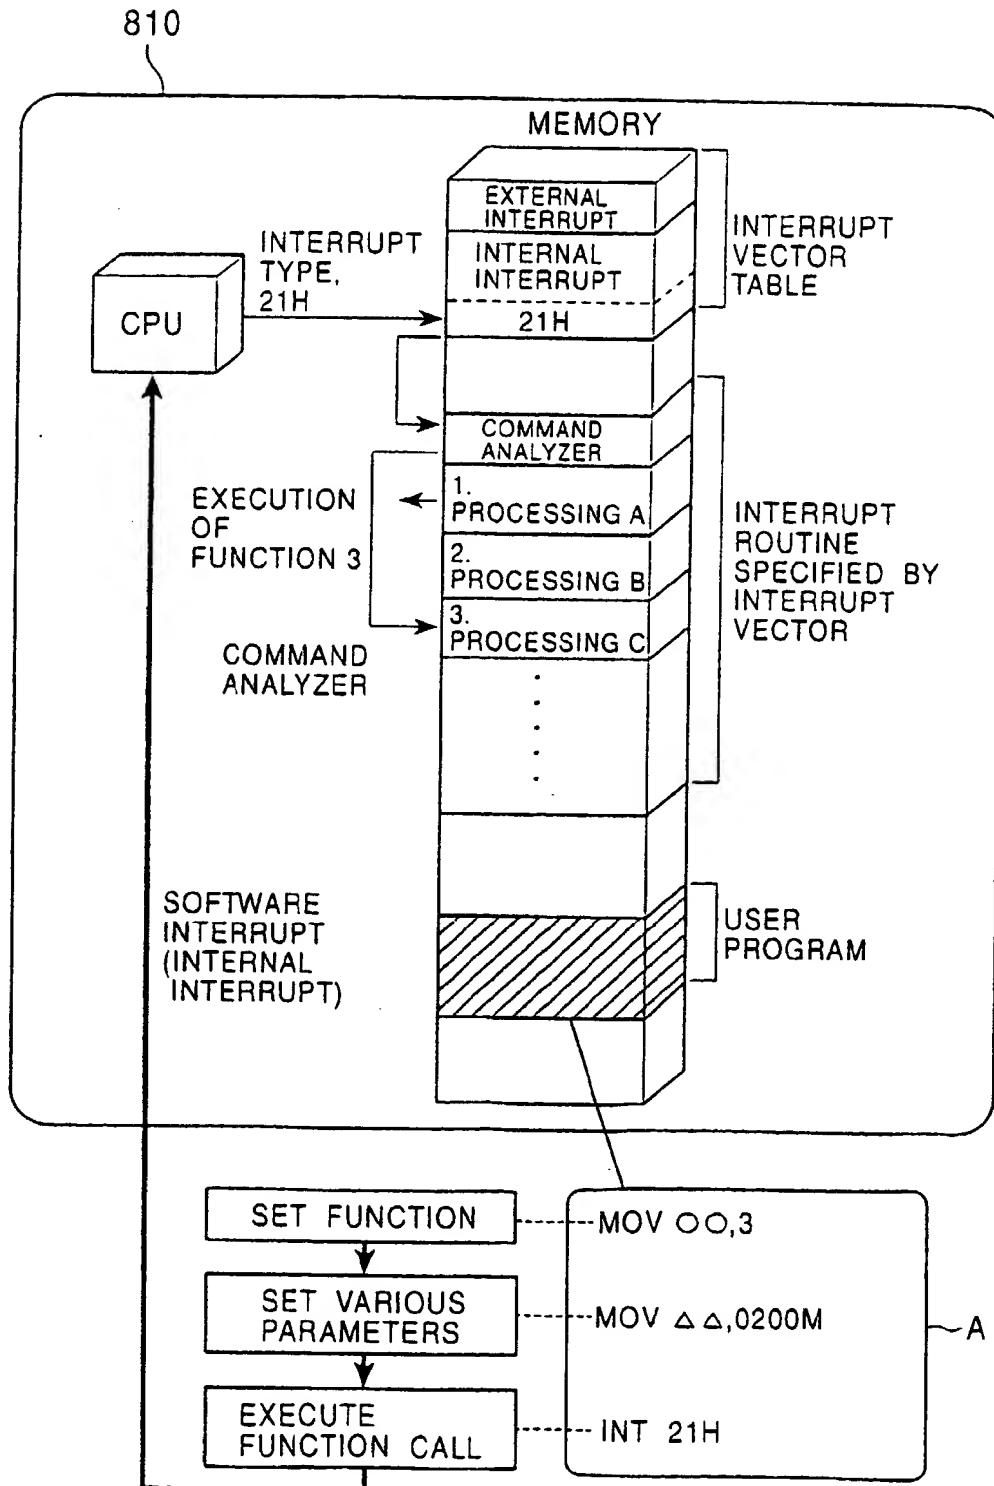 810
MEMORY
EXTERNAL
INTERRUPT
INTERNAL
INTERRUPT
21H
INTERRUPT
VECTOR
TABLE
INTERRUPT
TYPE,
21H
CPU
COMMAND
ANALYZER
1.
PROCESSING A
2.
PROCESSING B
3.
PROCESSING C
EXECUTION
OF
FUNCTION 3
COMMAND
ANALYZER
INTERRUPT
ROUTINE
SPECIFIED BY
INTERRUPT
VECTOR
SOFTWARE
INTERRUPT
(INTERNAL
INTERRUPT)
USER
PROGRAM
SET FUNCTION
MOV ○○,3
SET VARIOUS
PARAMETERS
MOV △△,0200M
A
EXECUTE
FUNCTION CALL
INT 21H